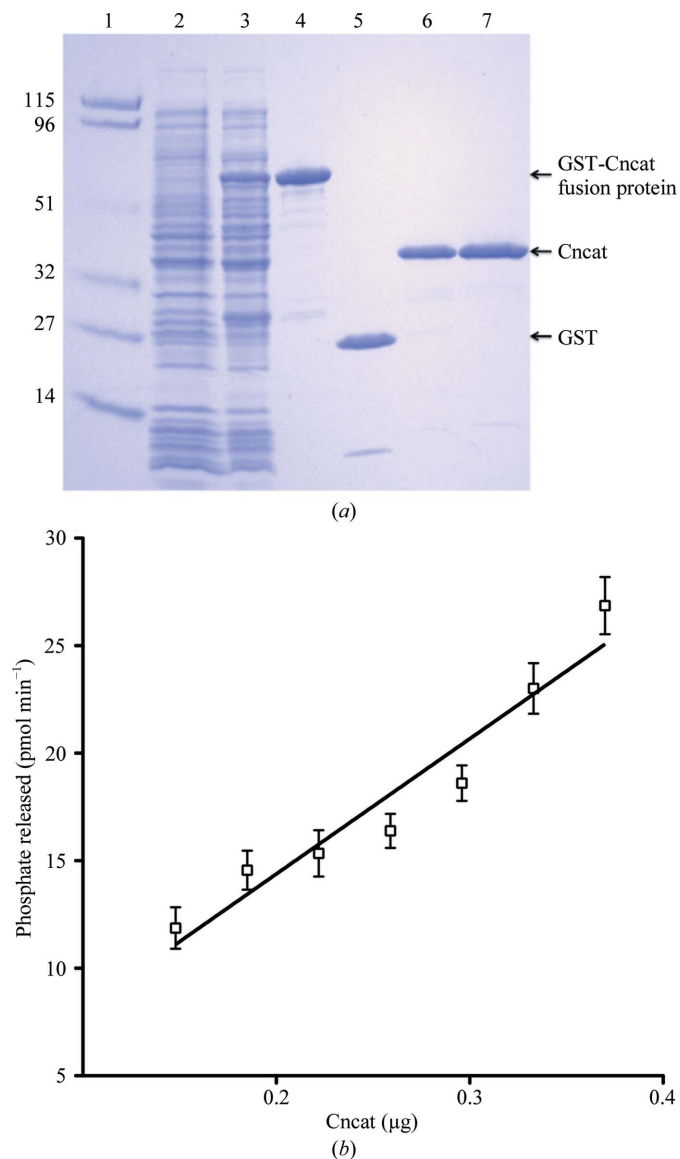 1 2 3 4 5 6 7
115
96
51
32
27
14
GST-Cncat
fusion protein
Cncat
GST
(a)
30
25
20
15
10
5
Phosphate released (pmol min⁻¹)
0.2 0.3 0.4
Cncat (µg)
(b)